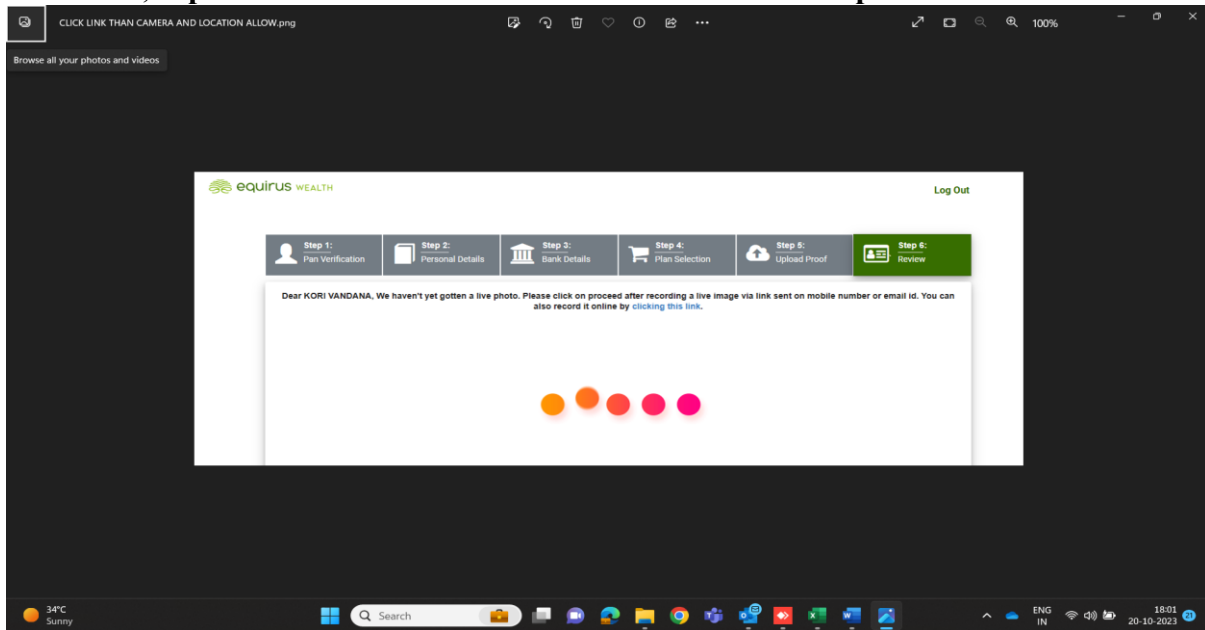 CLICK LINK THAN CAMERA AND LOCATION ALLOW.png
100%
Browse all your photos and videos
equirus WEALTH
Log Out
Step 1:
Pan Verification
Step 2:
Personal Details
Step 3:
Bank Details
Step 4:
Plan Selection
Step 5:
Upload Proof
Step 6:
Review
Dear KORI VANDANA, We haven't yet gotten a live photo. Please click on proceed after recording a live image via link sent on mobile number or email id. You can
also record it online by clicking this link.
34°C
Sunny
Search
ENG
IN
18:01
20-10-2023
21